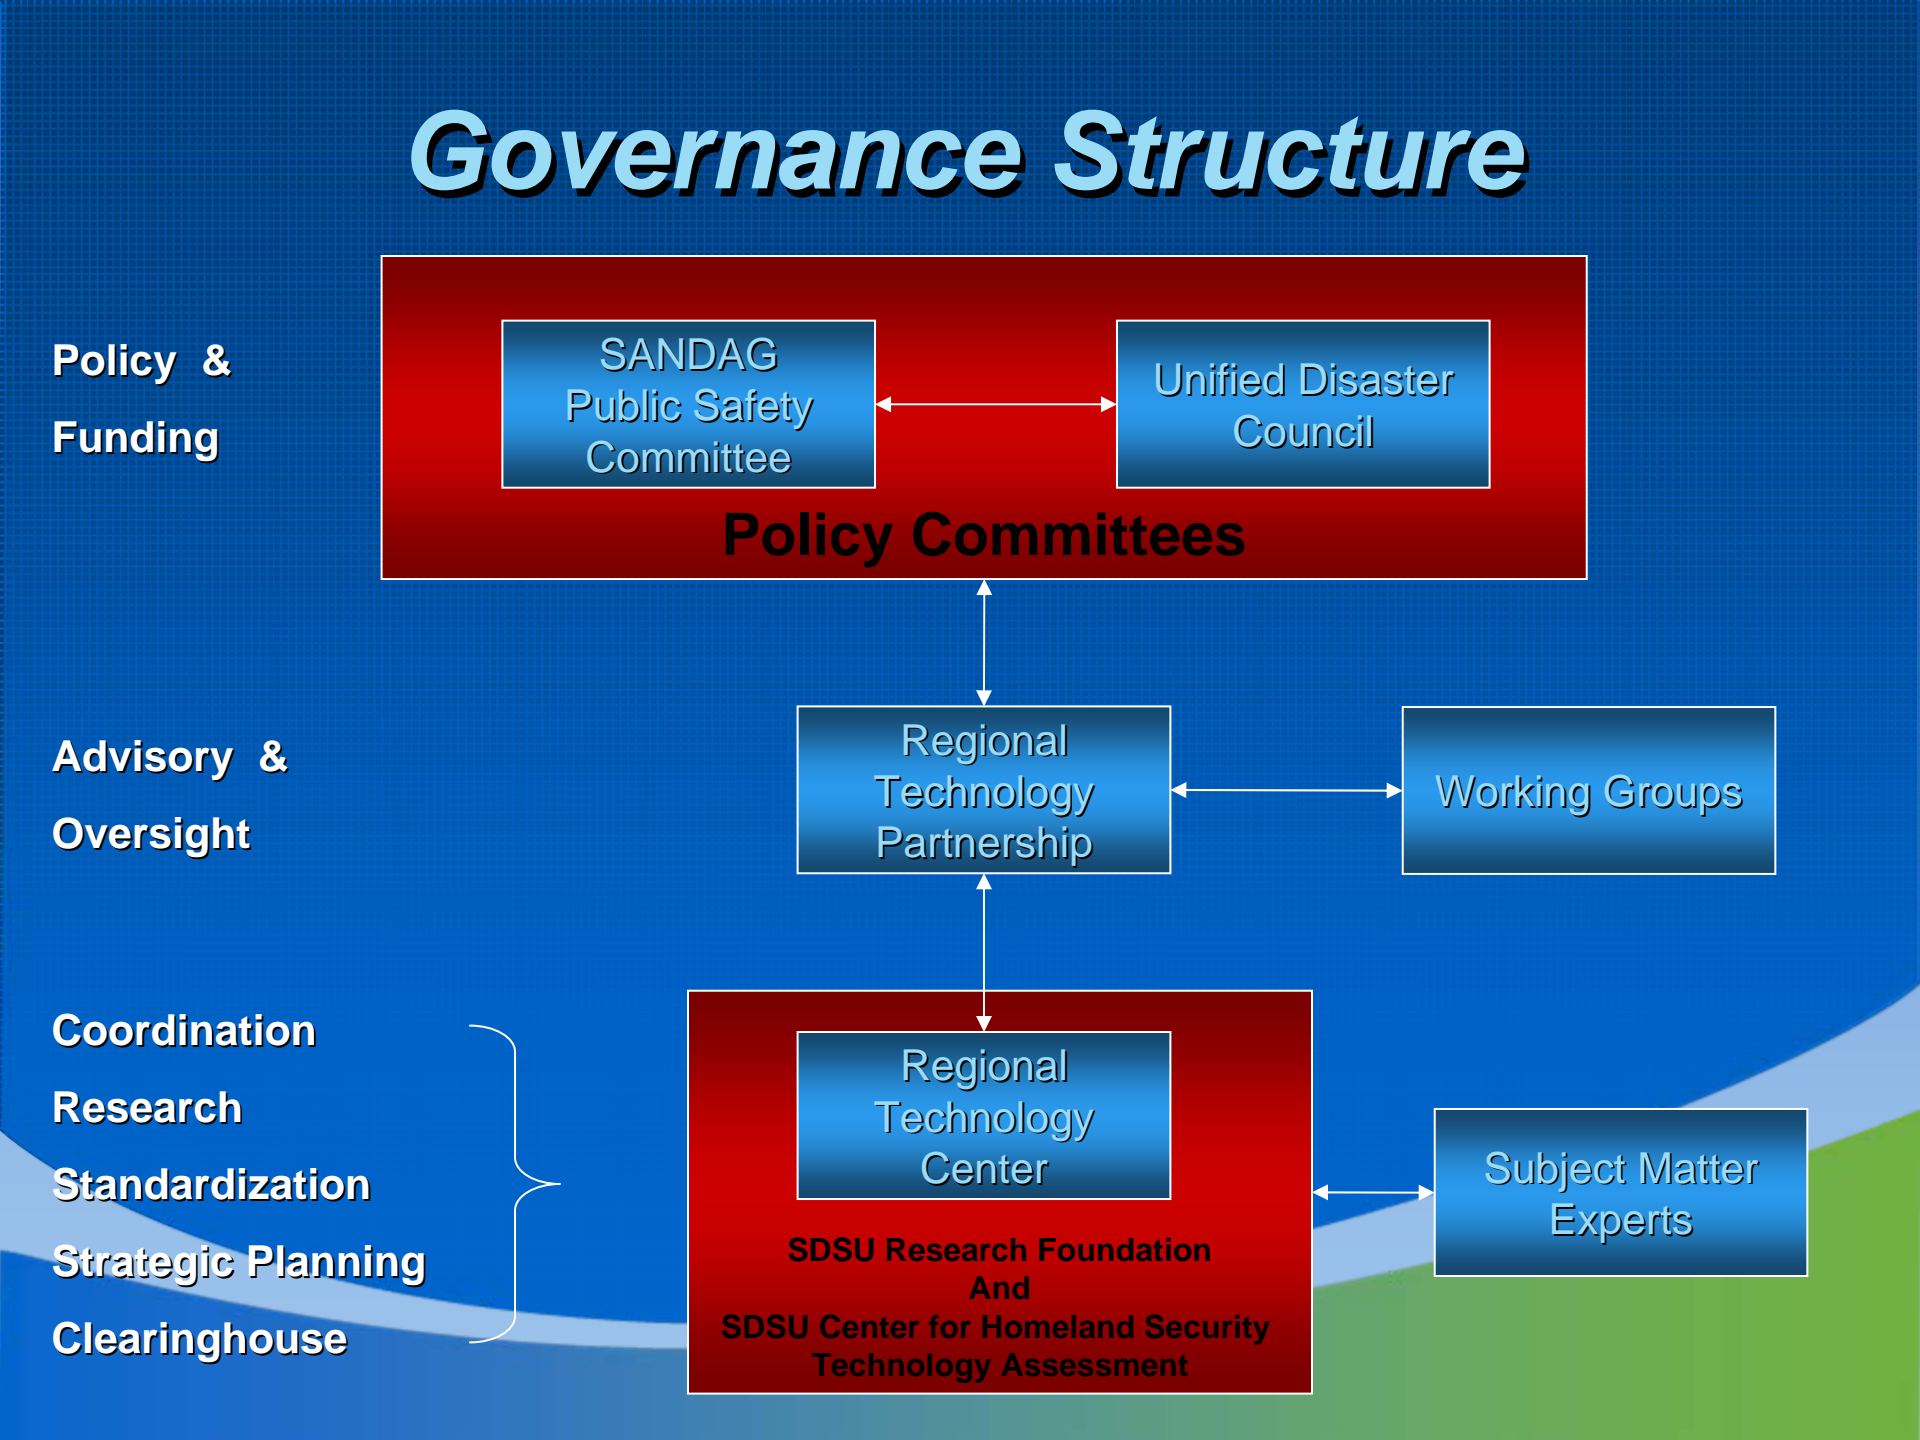 Governance Structure
Policy &
Funding
SANDAG
Public Safety
Committee
Unified Disaster
Council
Policy Committees
Advisory &
Oversight
Regional
Technology
Partnership
Working Groups
Coordination
Research
Standardization
Strategic Planning
Clearinghouse
Regional
Technology
Center
SDSU Research Foundation
And
SDSU Center for Homeland Security
Technology Assessment
Subject Matter
Experts